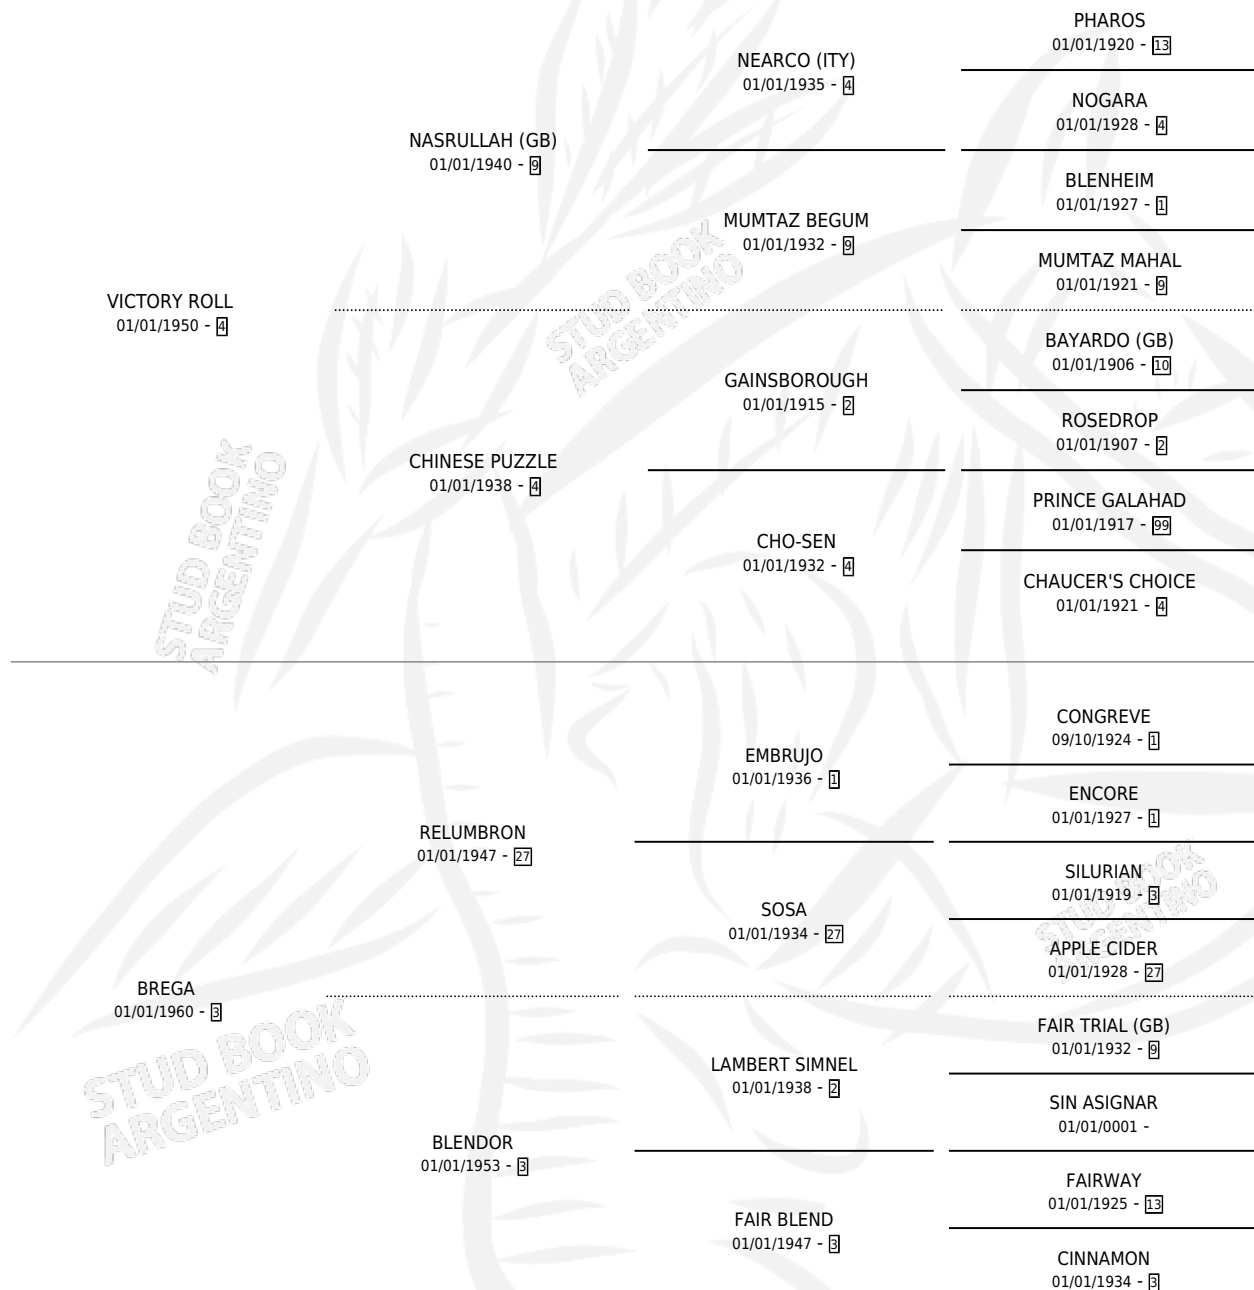 PHAROS
01/01/1920 - 13
NEARCO (ITY)
01/01/1935 - 4
NOGARA
01/01/1928 - 4
NASRULLAH (GB)
01/01/1940 - 9
BLENHEIM
01/01/1927 - 1
MUMTAZ BEGUM
01/01/1932 - 9
MUMTAZ MAHAL
01/01/1921 - 9
VICTORY ROLL
01/01/1950 - 4
STUD BOOK
ARGENTINO
BAYARDO (GB)
01/01/1906 - 10
GAINSBOROUGH
01/01/1915 - 2
ROSEDROP
01/01/1907 - 2
CHINESE PUZZLE
01/01/1938 - 4
PRINCE GALAHAD
01/01/1917 - 99
CHO-SEN
01/01/1932 - 4
CHAUCER'S CHOICE
01/01/1921 - 4
STUD BOOK
ARGENTINO
CONGREVE
09/10/1924 - 1
EMBRUJO
01/01/1936 - 1
ENCORE
01/01/1927 - 1
RELUMBRON
01/01/1947 - 27
SILURIAN
01/01/1919 - 3
SOSA
01/01/1934 - 27
APPLE CIDER
01/01/1928 - 27
STUD BOOK
ARGENTINO
BREGA
01/01/1960 - 3
STUD BOOK
ARGENTINO
FAIR TRIAL (GB)
01/01/1932 - 9
LAMBERT SIMNEL
01/01/1938 - 2
SIN ASIGNAR
01/01/0001 -
BLENDOR
01/01/1953 - 3
FAIRWAY
01/01/1925 - 13
FAIR BLEND
01/01/1947 - 3
CINNAMON
01/01/1934 - 3